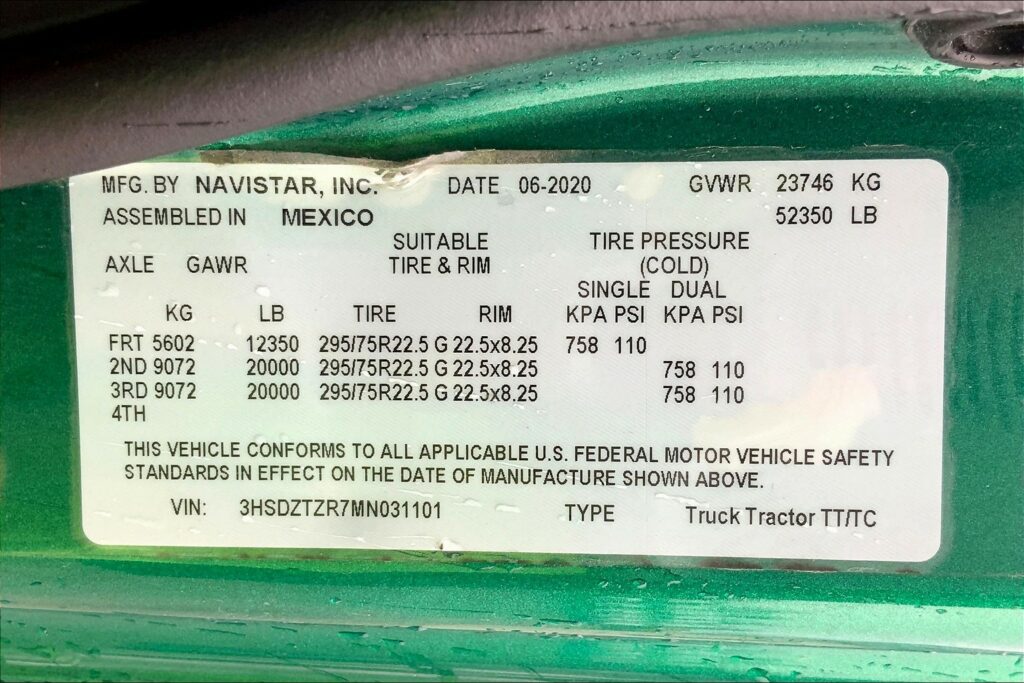 MFG. BY NAVISTAR, INC. DATE 06-2020 GVWR 23746 KG
ASSEMBLED IN MEXICO 52350 LB
SUITABLE TIRE PRESSURE
AXLE GAWR TIRE & RIM (COLD)
SINGLE DUAL
KG LB TIRE RIM KPA PSI KPA PSI
FRT 5602 12350 295/75R22.5 G 22.5x8.25 758 110
2ND 9072 20000 295/75R22.5 G 22.5x8.25 758 110
3RD 9072 20000 295/75R22.5 G 22.5x8.25 758 110
4TH
THIS VEHICLE CONFORMS TO ALL APPLICABLE U.S. FEDERAL MOTOR VEHICLE SAFETY
STANDARDS IN EFFECT ON THE DATE OF MANUFACTURE SHOWN ABOVE.
VIN: 3HSDZTZR7MN031101 TYPE Truck Tractor TT/TC